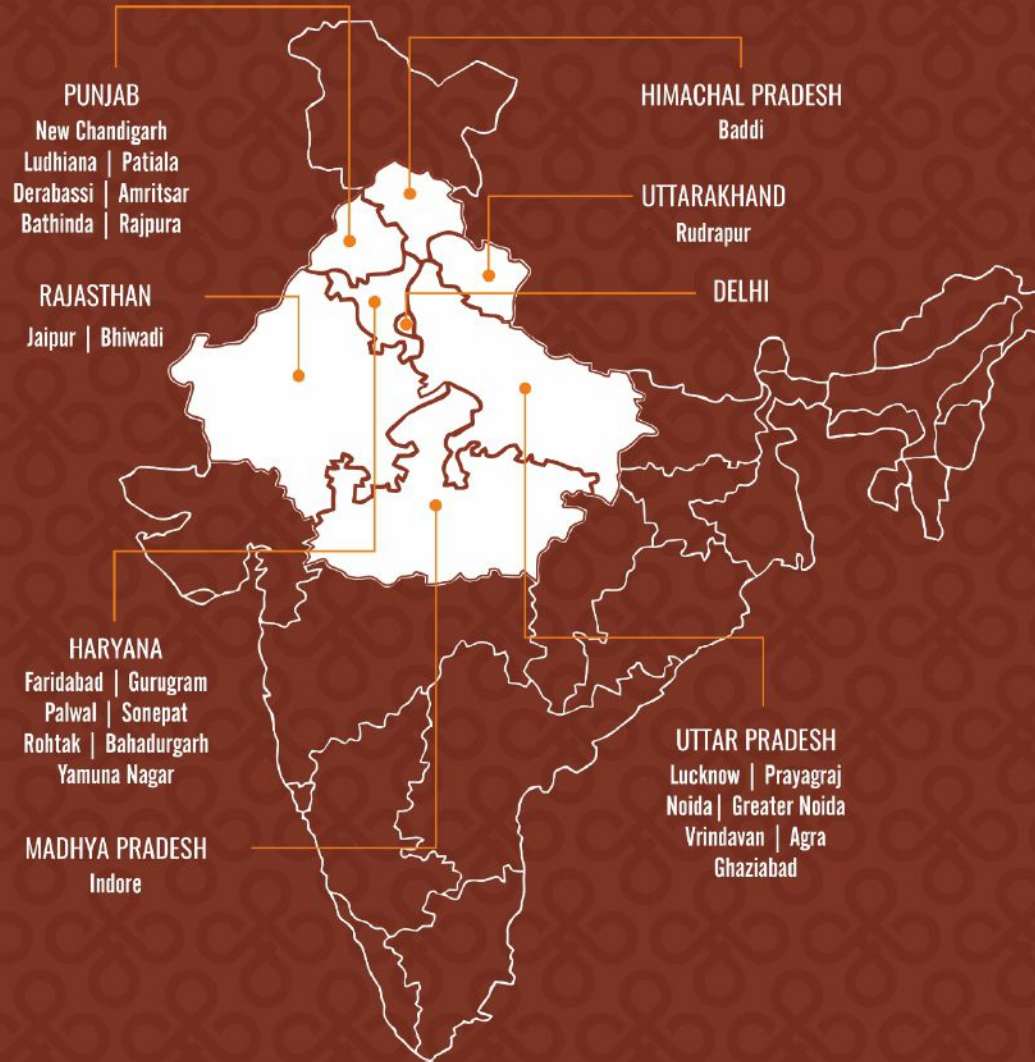 PUNJAB
New Chandigarh
Ludhiana | Patiala
Derabassi | Amritsar
Bathinda | Rajpura
HIMACHAL PRADESH
Baddi
UTTARAKHAND
Rudrapur
DELHI
RAJASTHAN
Jaipur | Bhiwadi
HARYANA
Faridabad | Gurugram
Palwal | Sonepat
Rohtak | Bahadurgarh
Yamuna Nagar
UTTAR PRADESH
Lucknow | Prayagraj
Noida| Greater Noida
Vrindavan | Agra
Ghaziabad
MADHYA PRADESH
Indore